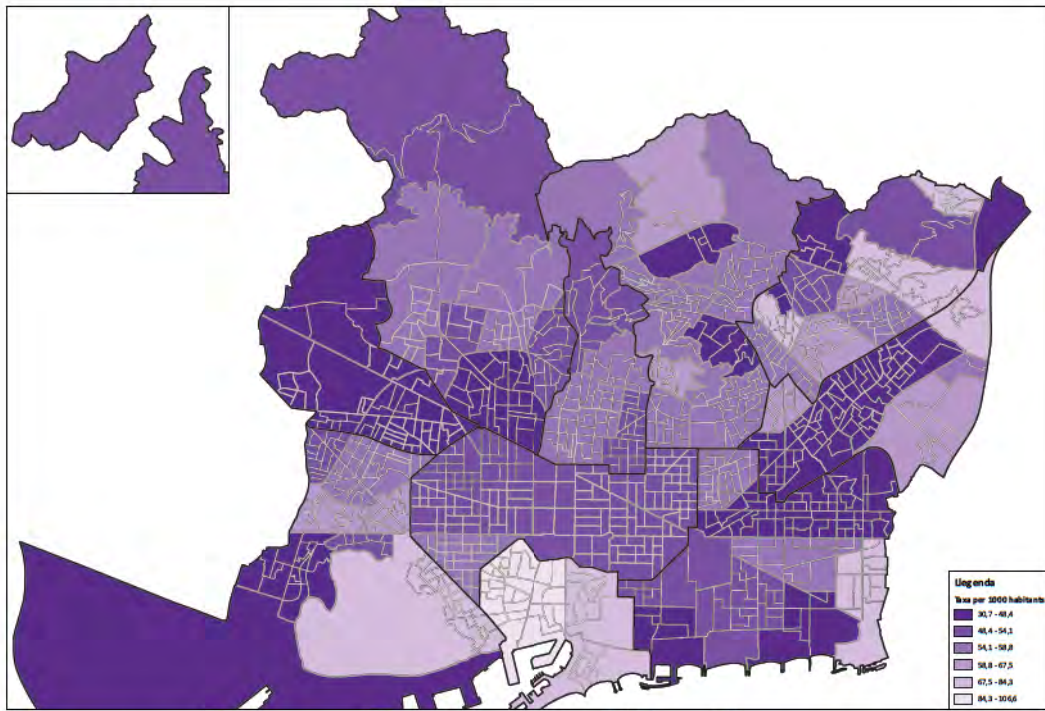 Llegenda
Taxa per 1000 habitants
30,7 - 48,4
48,4 - 54,1
54,1 - 58,8
58,8 - 67,5
67,5 - 84,3
84,3 - 106,6